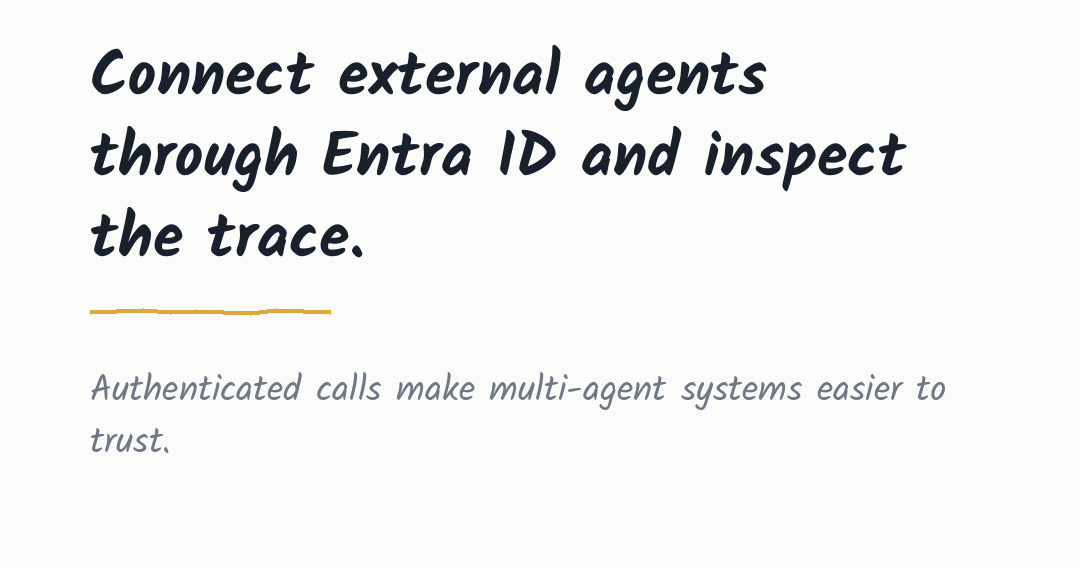 Connect external agents
through Entra ID and inspect
the trace.
Authenticated calls make multi-agent systems easier to
trust.